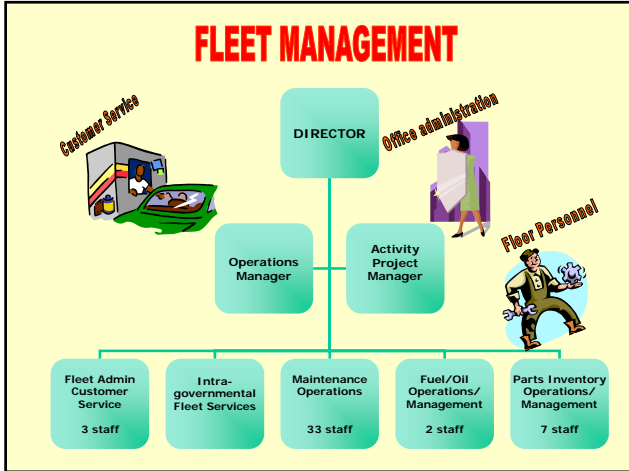 FLEET MANAGEMENT
Customer Service
DIRECTOR
Office administration
Floor Personnel
Operations
Manager
Activity
Project
Manager
Fleet Admin
Customer
Service
3 staff
Intra-
governmental
Fleet Services
Maintenance
Operations
33 staff
Fuel/Oil
Operations/
Management
2 staff
Parts Inventory
Operations/
Management
7 staff